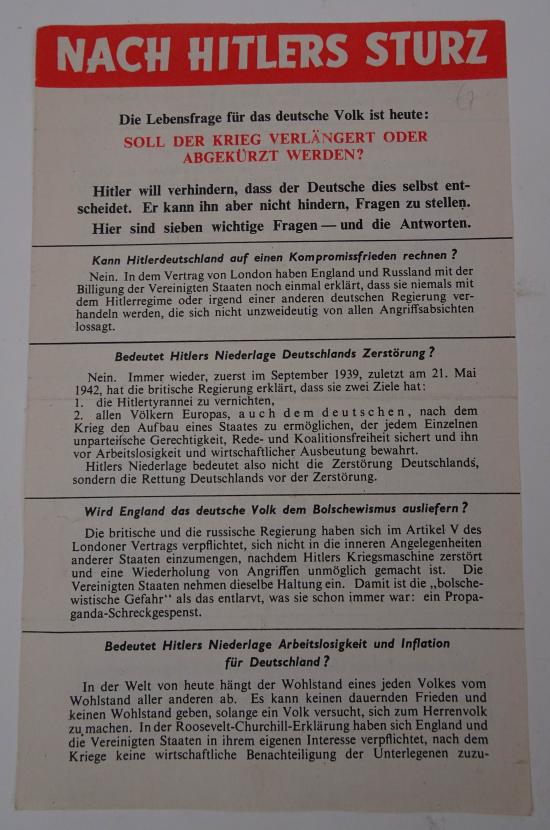 NACH HITLERS STURZ
Die Lebensfrage für das deutsche Volk ist heute:
SOLL DER KRIEG VERLÄNGERT ODER
ABGEKÜRZT WERDEN?
Hitler will verhindern, dass der Deutsche dies selbst ent-
scheidet. Er kann ihn aber nicht hindern, Fragen zu stellen.
Hier sind sieben wichtige Fragen — und die Antworten.
Kann Hitlerdeutschland auf einen Kompromissfrieden rechnen?
Nein. In dem Vertrag von London haben England und Russland mit der
Billigung der Vereinigten Staaten noch einmal erklärt, dass sie niemals mit
dem Hitlerregime oder irgend einer anderen deutschen Regierung ver-
handeln werden, die sich nicht unzweideutig von allen Angriffsabsichten
lossagt.
Bedeutet Hitlers Niederlage Deutschlands Zerstörung?
Nein. Immer wieder, zuerst im September 1939, zuletzt am 21. Mai
1942, hat die britische Regierung erklärt, dass sie zwei Ziele hat:
1. die Hitlertyrannei zu vernichten,
2. allen Völkern Europas, auch dem deutschen, nach dem
Krieg den Aufbau eines Staates zu ermöglichen, der jedem Einzelnen
unparteiische Gerechtigkeit, Rede- und Koalitionsfreiheit sichert und ihn
vor Arbeitslosigkeit und wirtschaftlicher Ausbeutung bewahrt.
Hitlers Niederlage bedeutet also nicht die Zerstörung Deutschlands,
sondern die Rettung Deutschlands vor der Zerstörung.
Wird England das deutsche Volk dem Bolschewismus ausliefern?
Die britische und die russische Regierung haben sich im Artikel V des
Londoner Vertrags verpflichtet, sich nicht in die inneren Angelegenheiten
anderer Staaten einzumengen, nachdem Hitlers Kriegsmaschine zerstört
und eine Wiederholung von Angriffen unmöglich gemacht ist. Die
Vereinigten Staaten nehmen dieselbe Haltung ein. Damit ist die „bolsche-
wistische Gefahr“ als das entlarvt, was sie schon immer war: ein Propa-
ganda-Schreckgespenst.
Bedeutet Hitlers Niederlage Arbeitslosigkeit und Inflation
für Deutschland?
In der Welt von heute hängt der Wohlstand eines jeden Volkes vom
Wohlstand aller anderen ab. Es kann keinen dauernden Frieden und
keinen Wohlstand geben, solange ein Volk versucht, sich zum Herrenvolk
zu machen. In der Roosevelt-Churchill-Erklärung haben sich England und
die Vereinigten Staaten in ihrem eigenen Interesse verpflichtet, nach dem
Kriege keine wirtschaftliche Benachteiligung der Unterlegenen zuzu-